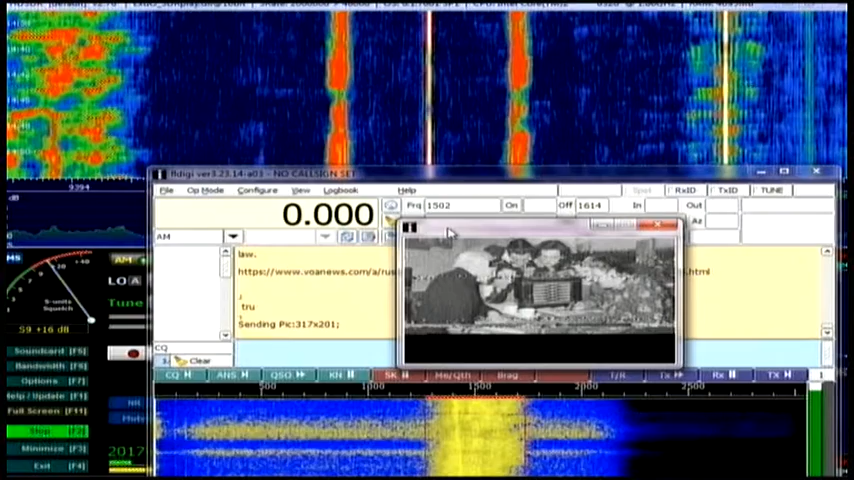 9394
dB
fldigi ver3.23.14-a03 - NO CALLSIGN SET
File Op Mode Configure View Logbook Help
Spot RxID TxID TUNE
0.000 Frq 1502 On Off 1614 In Out
Az
AM
law.
https://www.voanews.com/a/rus
.html
;
tru
,
Sending Pic:317x201;
CQ
Clear
CQ ANS QSO KN SK Me/Qth Brag T/R Tx Rx TX 1
500 1000 1500 2000 2500
+20 +40
S-units
Squelch
S9 +16 dB
AM
LO A
Tune
Soundcard [F5]
Bandwidth [F6]
Options [F7]
Help / Update [F1]
Full Screen [F11]
Stop [F2]
Minimize [F3]
Exit [F4]
NR
2017